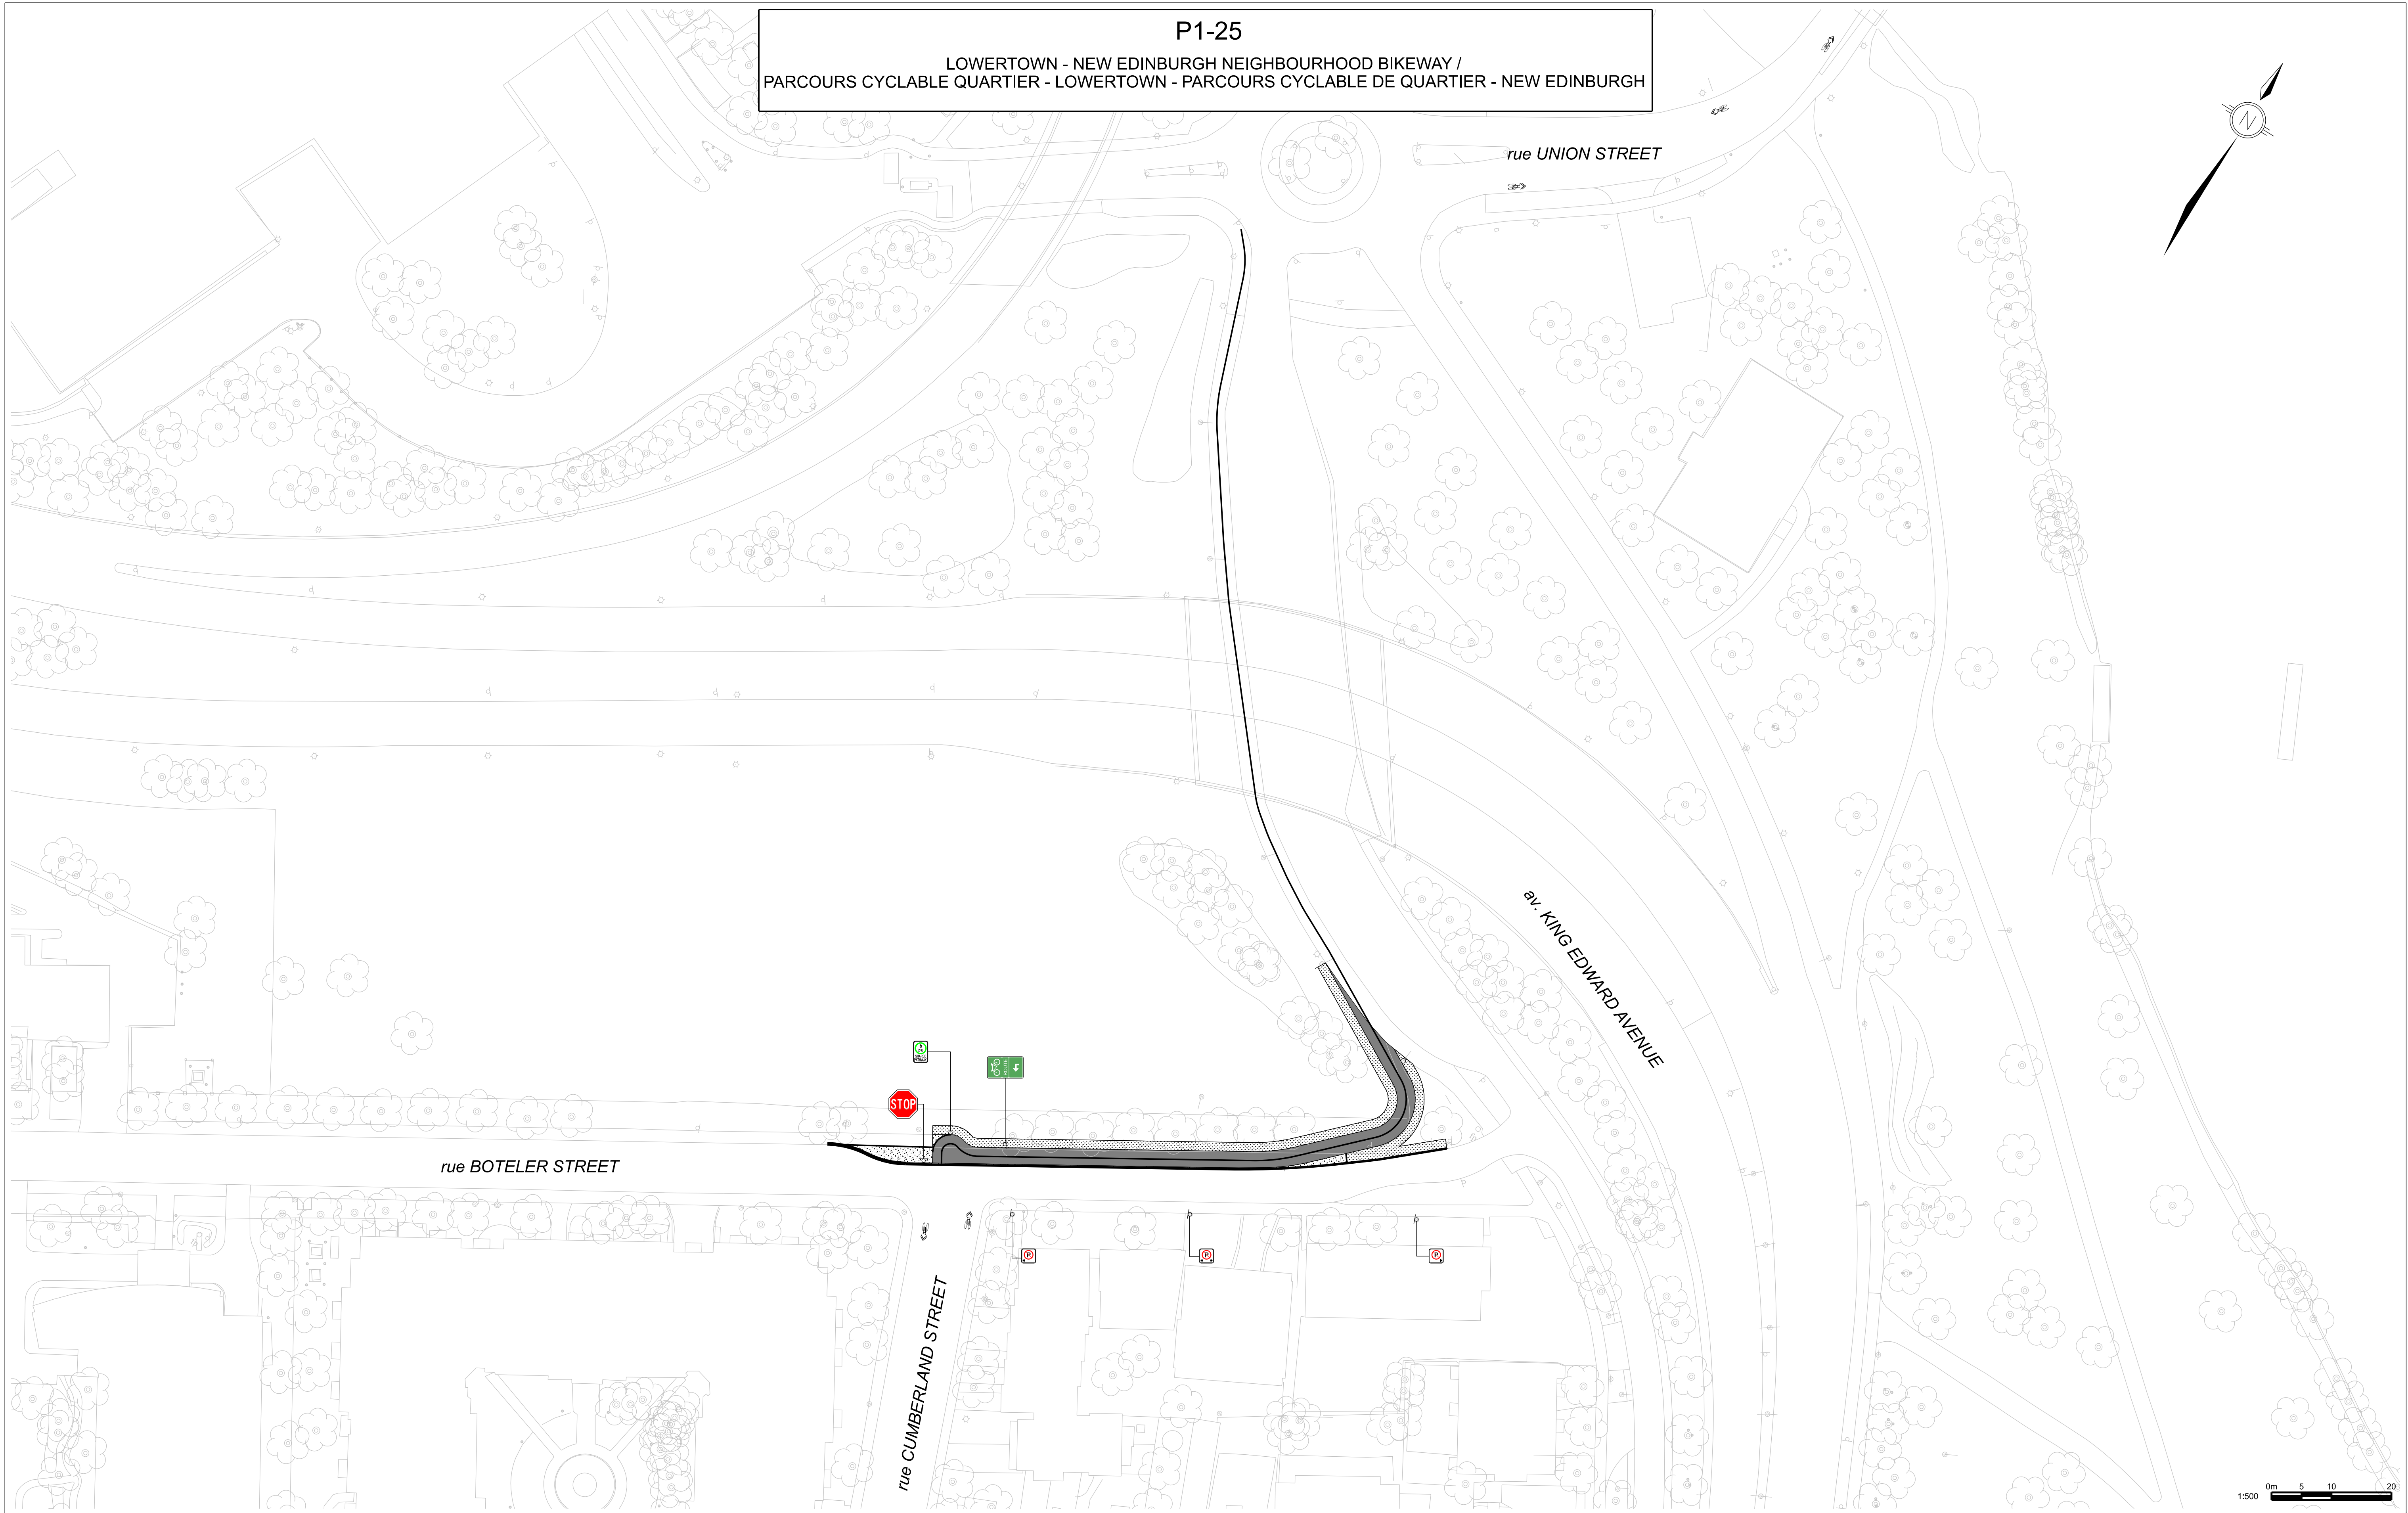 P1-25
LOWERTOWN - NEW EDINBURGH NEIGHBOURHOOD BIKEWAY /
PARCOURS CYCLABLE QUARTIER - LOWERTOWN - PARCOURS CYCLABLE DE QUARTIER - NEW EDINBURGH
rue UNION STREET
N
av. KING EDWARD AVENUE
ROUTE
STOP
rue BOTELER STREET
P
P
P
rue CUMBERLAND STREET
1:500
0m 5 10 20